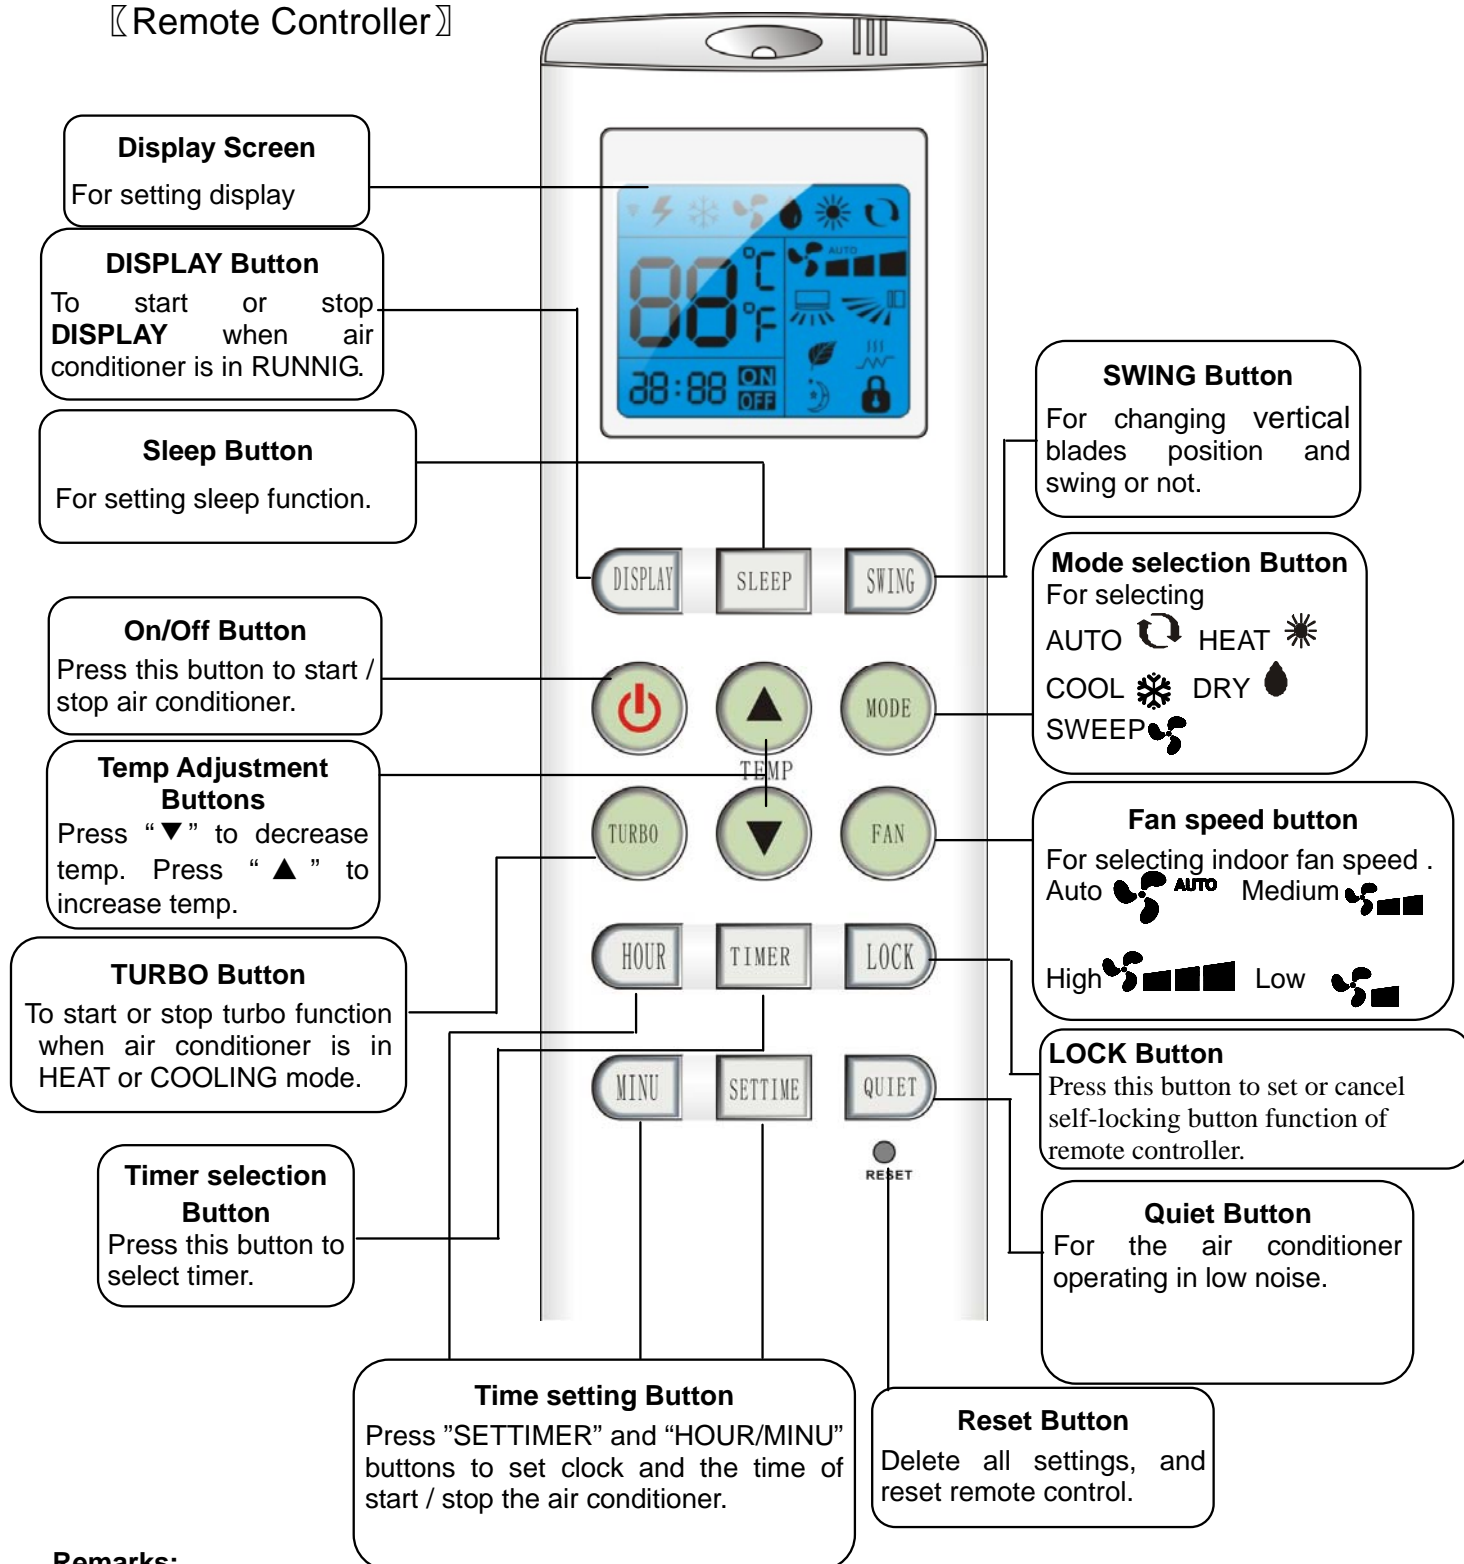 〖Remote Controller〗
Display Screen
For setting display
DISPLAY Button
To start or stop
DISPLAY when air
conditioner is in RUNNIG.
Sleep Button
For setting sleep function.
On/Off Button
Press this button to start /
stop air conditioner.
Temp Adjustment
Buttons
Press “▼” to decrease
temp. Press “ ▲ ” to
increase temp.
TURBO Button
To start or stop turbo function
when air conditioner is in
HEAT or COOLING mode.
Timer selection
Button
Press this button to
select timer.
AUTO
88 °C
°F
88:88 ON
OFF
DISPLAY SLEEP SWING
MODE
TEMP
TURBO FAN
HOUR TIMER LOCK
MINU SETTIME QUIET
RESET
SWING Button
For changing vertical
blades position and
swing or not.
Mode selection Button
For selecting
AUTO HEAT
COOL DRY
SWEEP
Fan speed button
For selecting indoor fan speed .
Auto AUTO Medium
High Low
LOCK Button
Press this button to set or cancel
self-locking button function of
remote controller.
Quiet Button
For the air conditioner
operating in low noise.
Time setting Button
Press ”SETTIMER” and “HOUR/MINU”
buttons to set clock and the time of
start / stop the air conditioner.
Reset Button
Delete all settings, and
reset remote control.
Remarks: